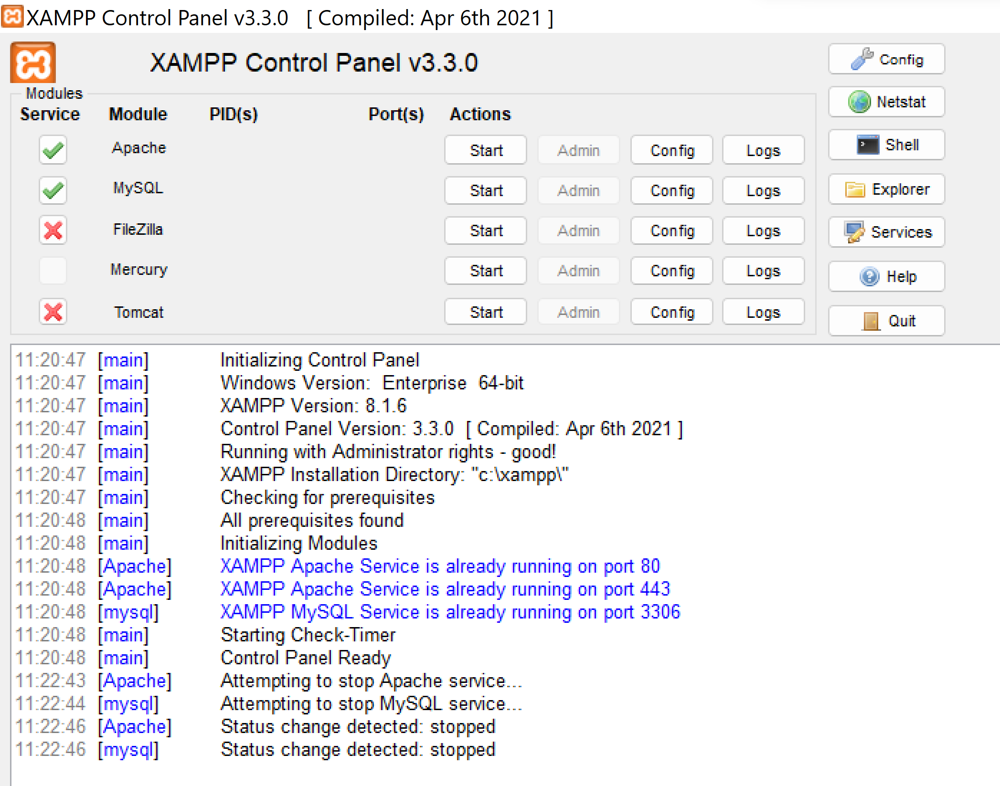 XAMPP Control Panel v3.3.0 [ Compiled: Apr 6th 2021 ]
XAMPP Control Panel v3.3.0
Config
Modules
Netstat
Service Module PID(s) Port(s) Actions
Apache Start Admin Config Logs
Shell
MySQL Start Admin Config Logs
Explorer
FileZilla Start Admin Config Logs
Services
Mercury Start Admin Config Logs
Help
Tomcat Start Admin Config Logs
Quit
11:20:47 [main] Initializing Control Panel
11:20:47 [main] Windows Version: Enterprise 64-bit
11:20:47 [main] XAMPP Version: 8.1.6
11:20:47 [main] Control Panel Version: 3.3.0 [ Compiled: Apr 6th 2021 ]
11:20:47 [main] Running with Administrator rights - good!
11:20:47 [main] XAMPP Installation Directory: "c:\xampp\"
11:20:47 [main] Checking for prerequisites
11:20:48 [main] All prerequisites found
11:20:48 [main] Initializing Modules
11:20:48 [Apache] XAMPP Apache Service is already running on port 80
11:20:48 [Apache] XAMPP Apache Service is already running on port 443
11:20:48 [mysql] XAMPP MySQL Service is already running on port 3306
11:20:48 [main] Starting Check-Timer
11:20:48 [main] Control Panel Ready
11:22:43 [Apache] Attempting to stop Apache service...
11:22:44 [mysql] Attempting to stop MySQL service...
11:22:46 [Apache] Status change detected: stopped
11:22:46 [mysql] Status change detected: stopped